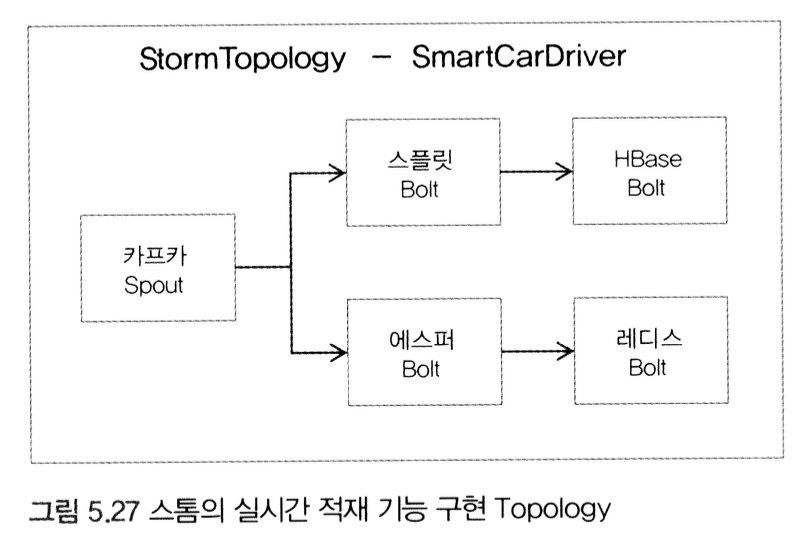 StormTopology – SmartCarDriver
스플릿
Bolt
HBase
Bolt
카프카
Spout
에스퍼
Bolt
레디스
Bolt
그림 5.27 스톰의 실시간 적재 기능 구현 Topology